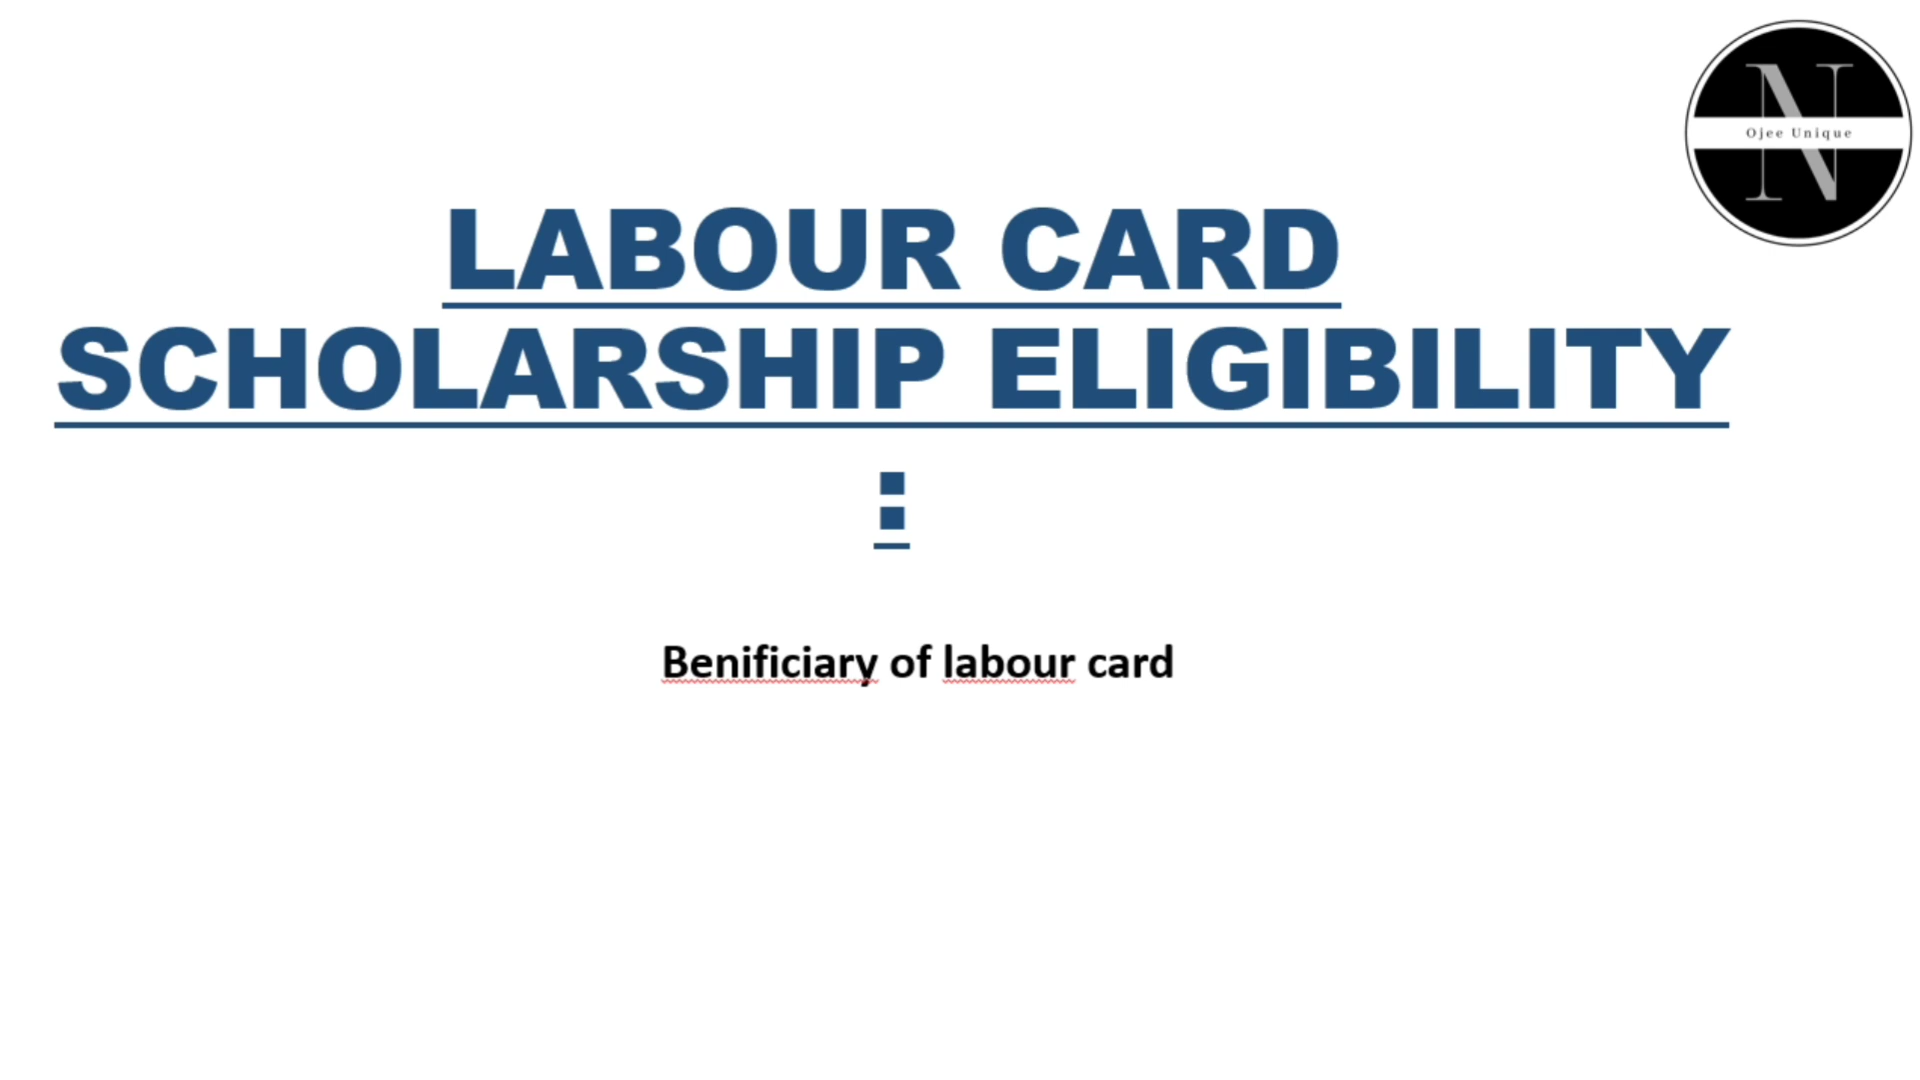 Ojee Unique
N
LABOUR CARD
SCHOLARSHIP ELIGIBILITY
:
Benificiary of labour card